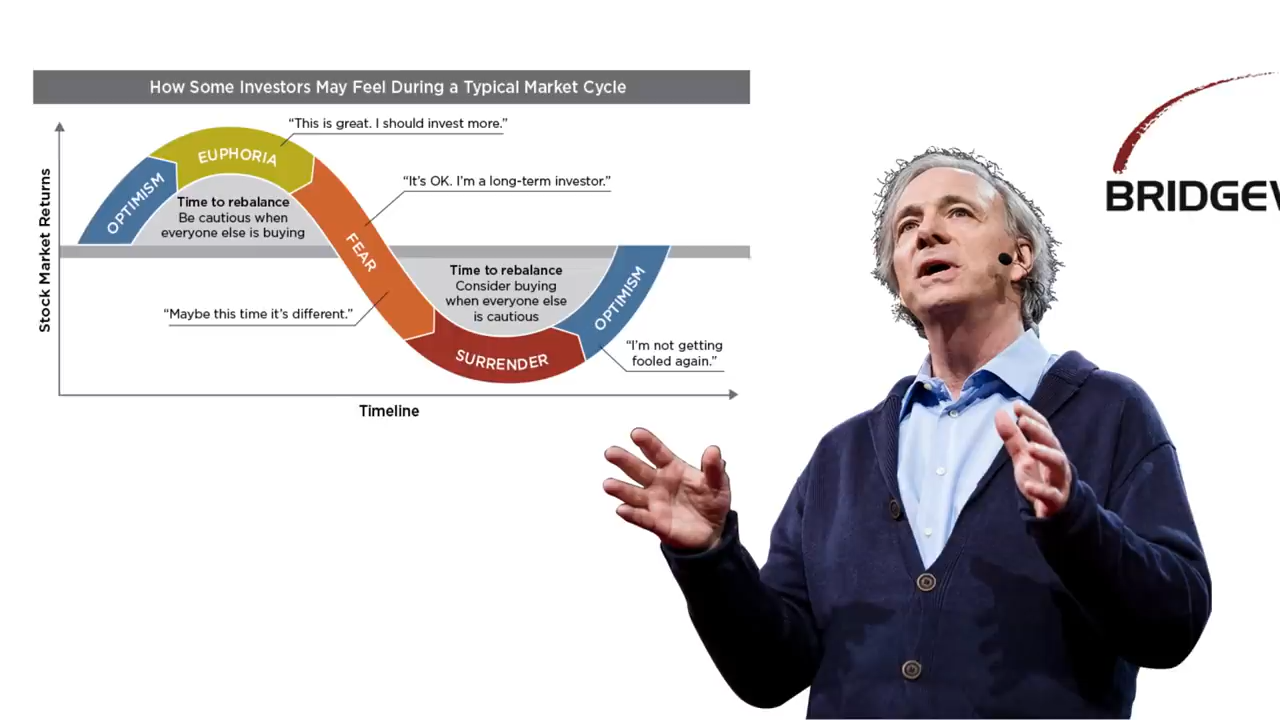 How Some Investors May Feel During a Typical Market Cycle
“This is great. I should invest more.”
EUPHORIA
OPTIMISM
“It’s OK. I’m a long-term investor.”
Time to rebalance
Be cautious when
everyone else is buying
FEAR
Time to rebalance
Consider buying
when everyone else
is cautious
OPTIMISM
“Maybe this time it’s different.”
SURRENDER
“I’m not getting
fooled again.”
Stock Market Returns
Timeline
BRIDGEW